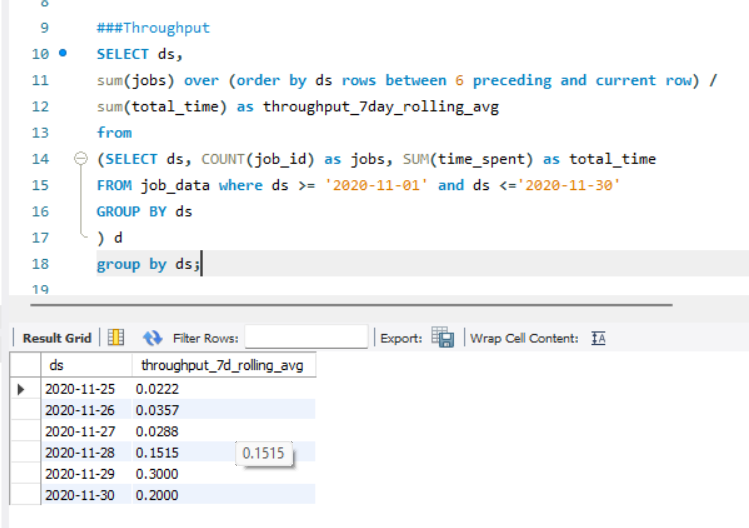 8
9 ###Throughput
10 SELECT ds,
11 sum(jobs) over (order by ds rows between 6 preceding and current row) /
12 sum(total_time) as throughput_7day_rolling_avg
13 from
14 (SELECT ds, COUNT(job_id) as jobs, SUM(time_spent) as total_time
15 FROM job_data where ds >= '2020-11-01' and ds <='2020-11-30'
16 GROUP BY ds
17 ) d
18 group by ds;
19
Result Grid Filter Rows: Export: Wrap Cell Content: IA
ds throughput_7d_rolling_avg
2020-11-25 0.0222
2020-11-26 0.0357
2020-11-27 0.0288
2020-11-28 0.1515 0.1515
2020-11-29 0.3000
2020-11-30 0.2000